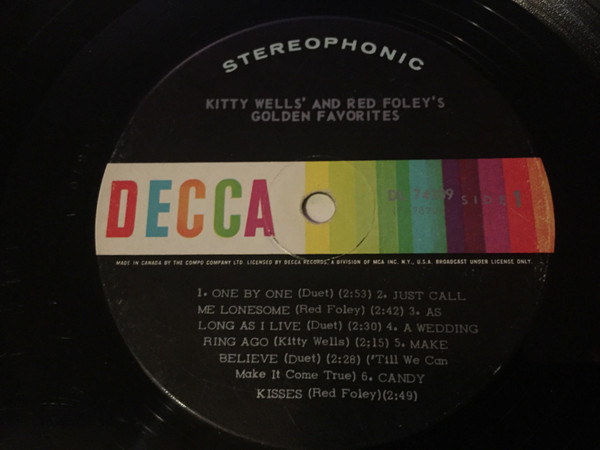 STEREOPHONIC
KITTY WELLS' AND RED FOLEY'S
GOLDEN FAVORITES
DECCA
SIDE 1
MADE IN CANADA BY THE COMPO COMPANY LTD. LICENSED BY DECCA RECORDS, A DIVISION OF MCA INC. N.Y., U.S.A. BROADCAST UNDER LICENSE ONLY.
1. ONE BY ONE (Duet) (2:53) 2. JUST CALL
ME LONESOME (Red Foley) (2:42) 3. AS
LONG AS I LIVE (Duet) (2:30) 4. A WEDDING
RING AGO (Kitty Wells) (2:15) 5. MAKE
BELIEVE (Duet) (2:28) ('Till We Can
Make It Come True) 6. CANDY
KISSES (Red Foley)(2:49)